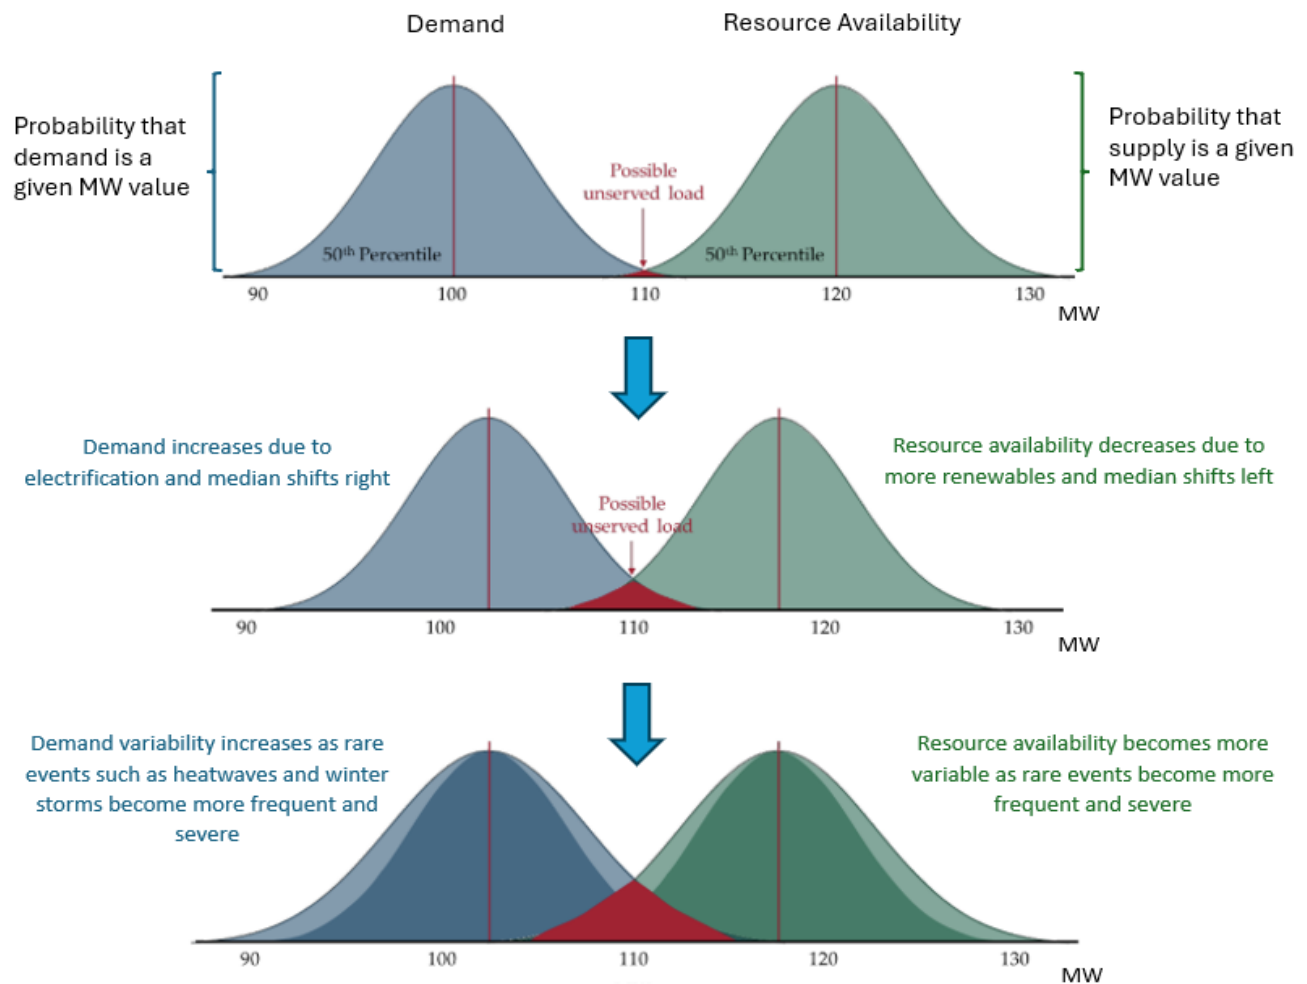 Demand
Resource Availability
Probability that
demand is a
given MW value
Probability that
supply is a given
MW value
Possible
unserved load
50th Percentile
50th Percentile
90
100
110
120
130
MW
Demand increases due to
electrification and median shifts right
Resource availability decreases due to
more renewables and median shifts left
Possible
unserved load
90
100
110
120
130
MW
Demand variability increases as rare
events such as heatwaves and winter
storms become more frequent and
severe
Resource availability becomes more
variable as rare events become more
frequent and severe
90
100
110
120
130
MW